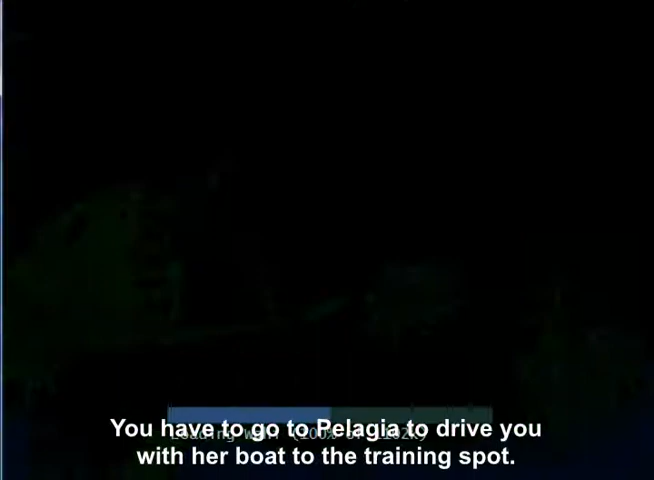 You have to go to Pelagia to drive you
with her boat to the training spot.